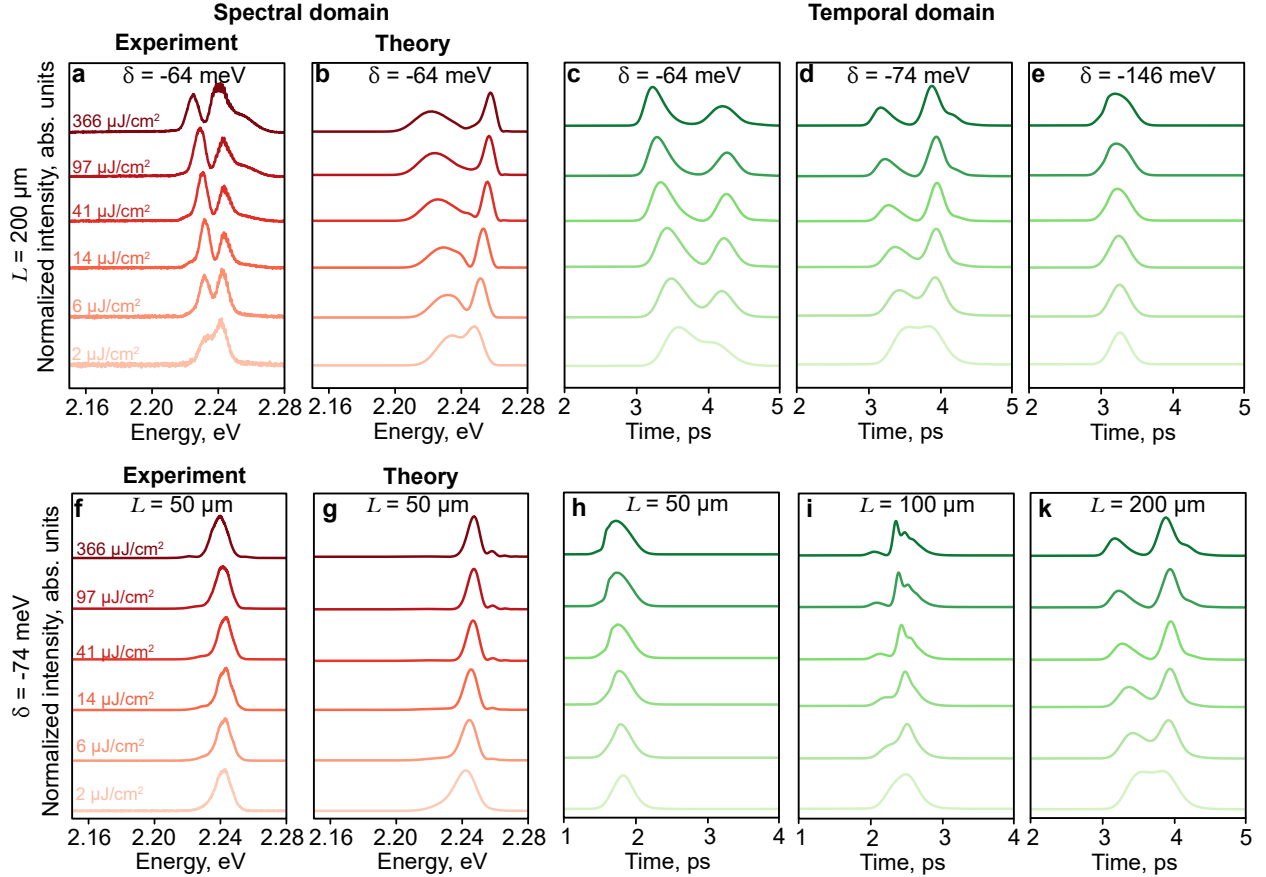 Spectral domain
Temporal domain
Experiment
Theory
a
δ = -64 meV
b
δ = -64 meV
c
δ = -64 meV
d
δ = -74 meV
e
δ = -146 meV
L = 200 μm
Normalized intensity, abs. units
366 μJ/cm²
97 μJ/cm²
41 μJ/cm²
14 μJ/cm²
6 μJ/cm²
2 μJ/cm²
2.16 2.20 2.24 2.28
2.16 2.20 2.24 2.28
2 3 4 5
2 3 4 5
2 3 4 5
Energy, eV
Energy, eV
Time, ps
Time, ps
Time, ps
Experiment
Theory
f
L = 50 μm
g
L = 50 μm
h
L = 50 μm
i
L = 100 μm
k
L = 200 μm
δ = -74 meV
Normalized intensity, abs. units
366 μJ/cm²
97 μJ/cm²
41 μJ/cm²
14 μJ/cm²
6 μJ/cm²
2 μJ/cm²
2.16 2.20 2.24 2.28
2.16 2.20 2.24 2.28
1 2 3 4
1 2 3 4
2 3 4 5
Energy, eV
Energy, eV
Time, ps
Time, ps
Time, ps